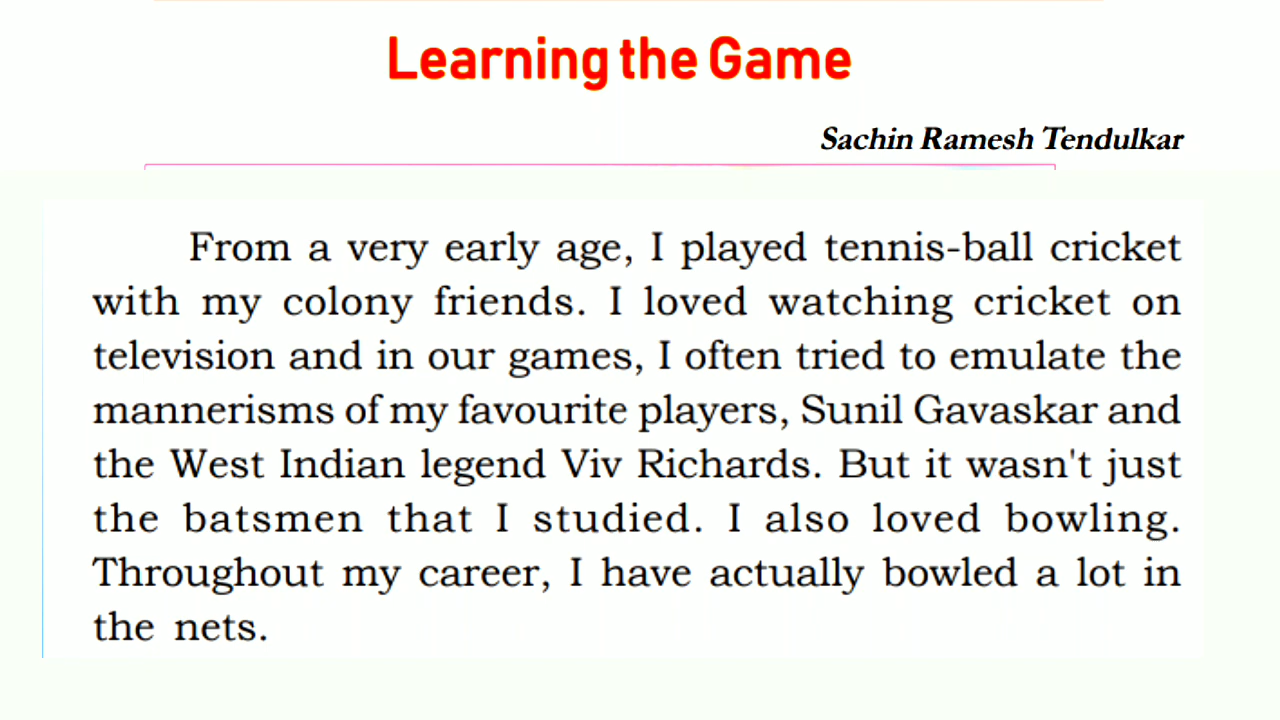 Learning the Game
Sachin Ramesh Tendulkar
From a very early age, I played tennis-ball cricket
with my colony friends. I loved watching cricket on
television and in our games, I often tried to emulate the
mannerisms of my favourite players, Sunil Gavaskar and
the West Indian legend Viv Richards. But it wasn't just
the batsmen that I studied. I also loved bowling.
Throughout my career, I have actually bowled a lot in
the nets.